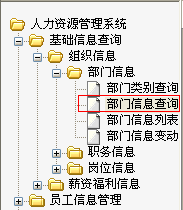 人力资源管理系统
基础信息查询
组织信息
部门信息
部门类别查询
部门信息查询
部门信息列表
部门信息变动
职务信息
岗位信息
薪资福利信息
员工信息管理